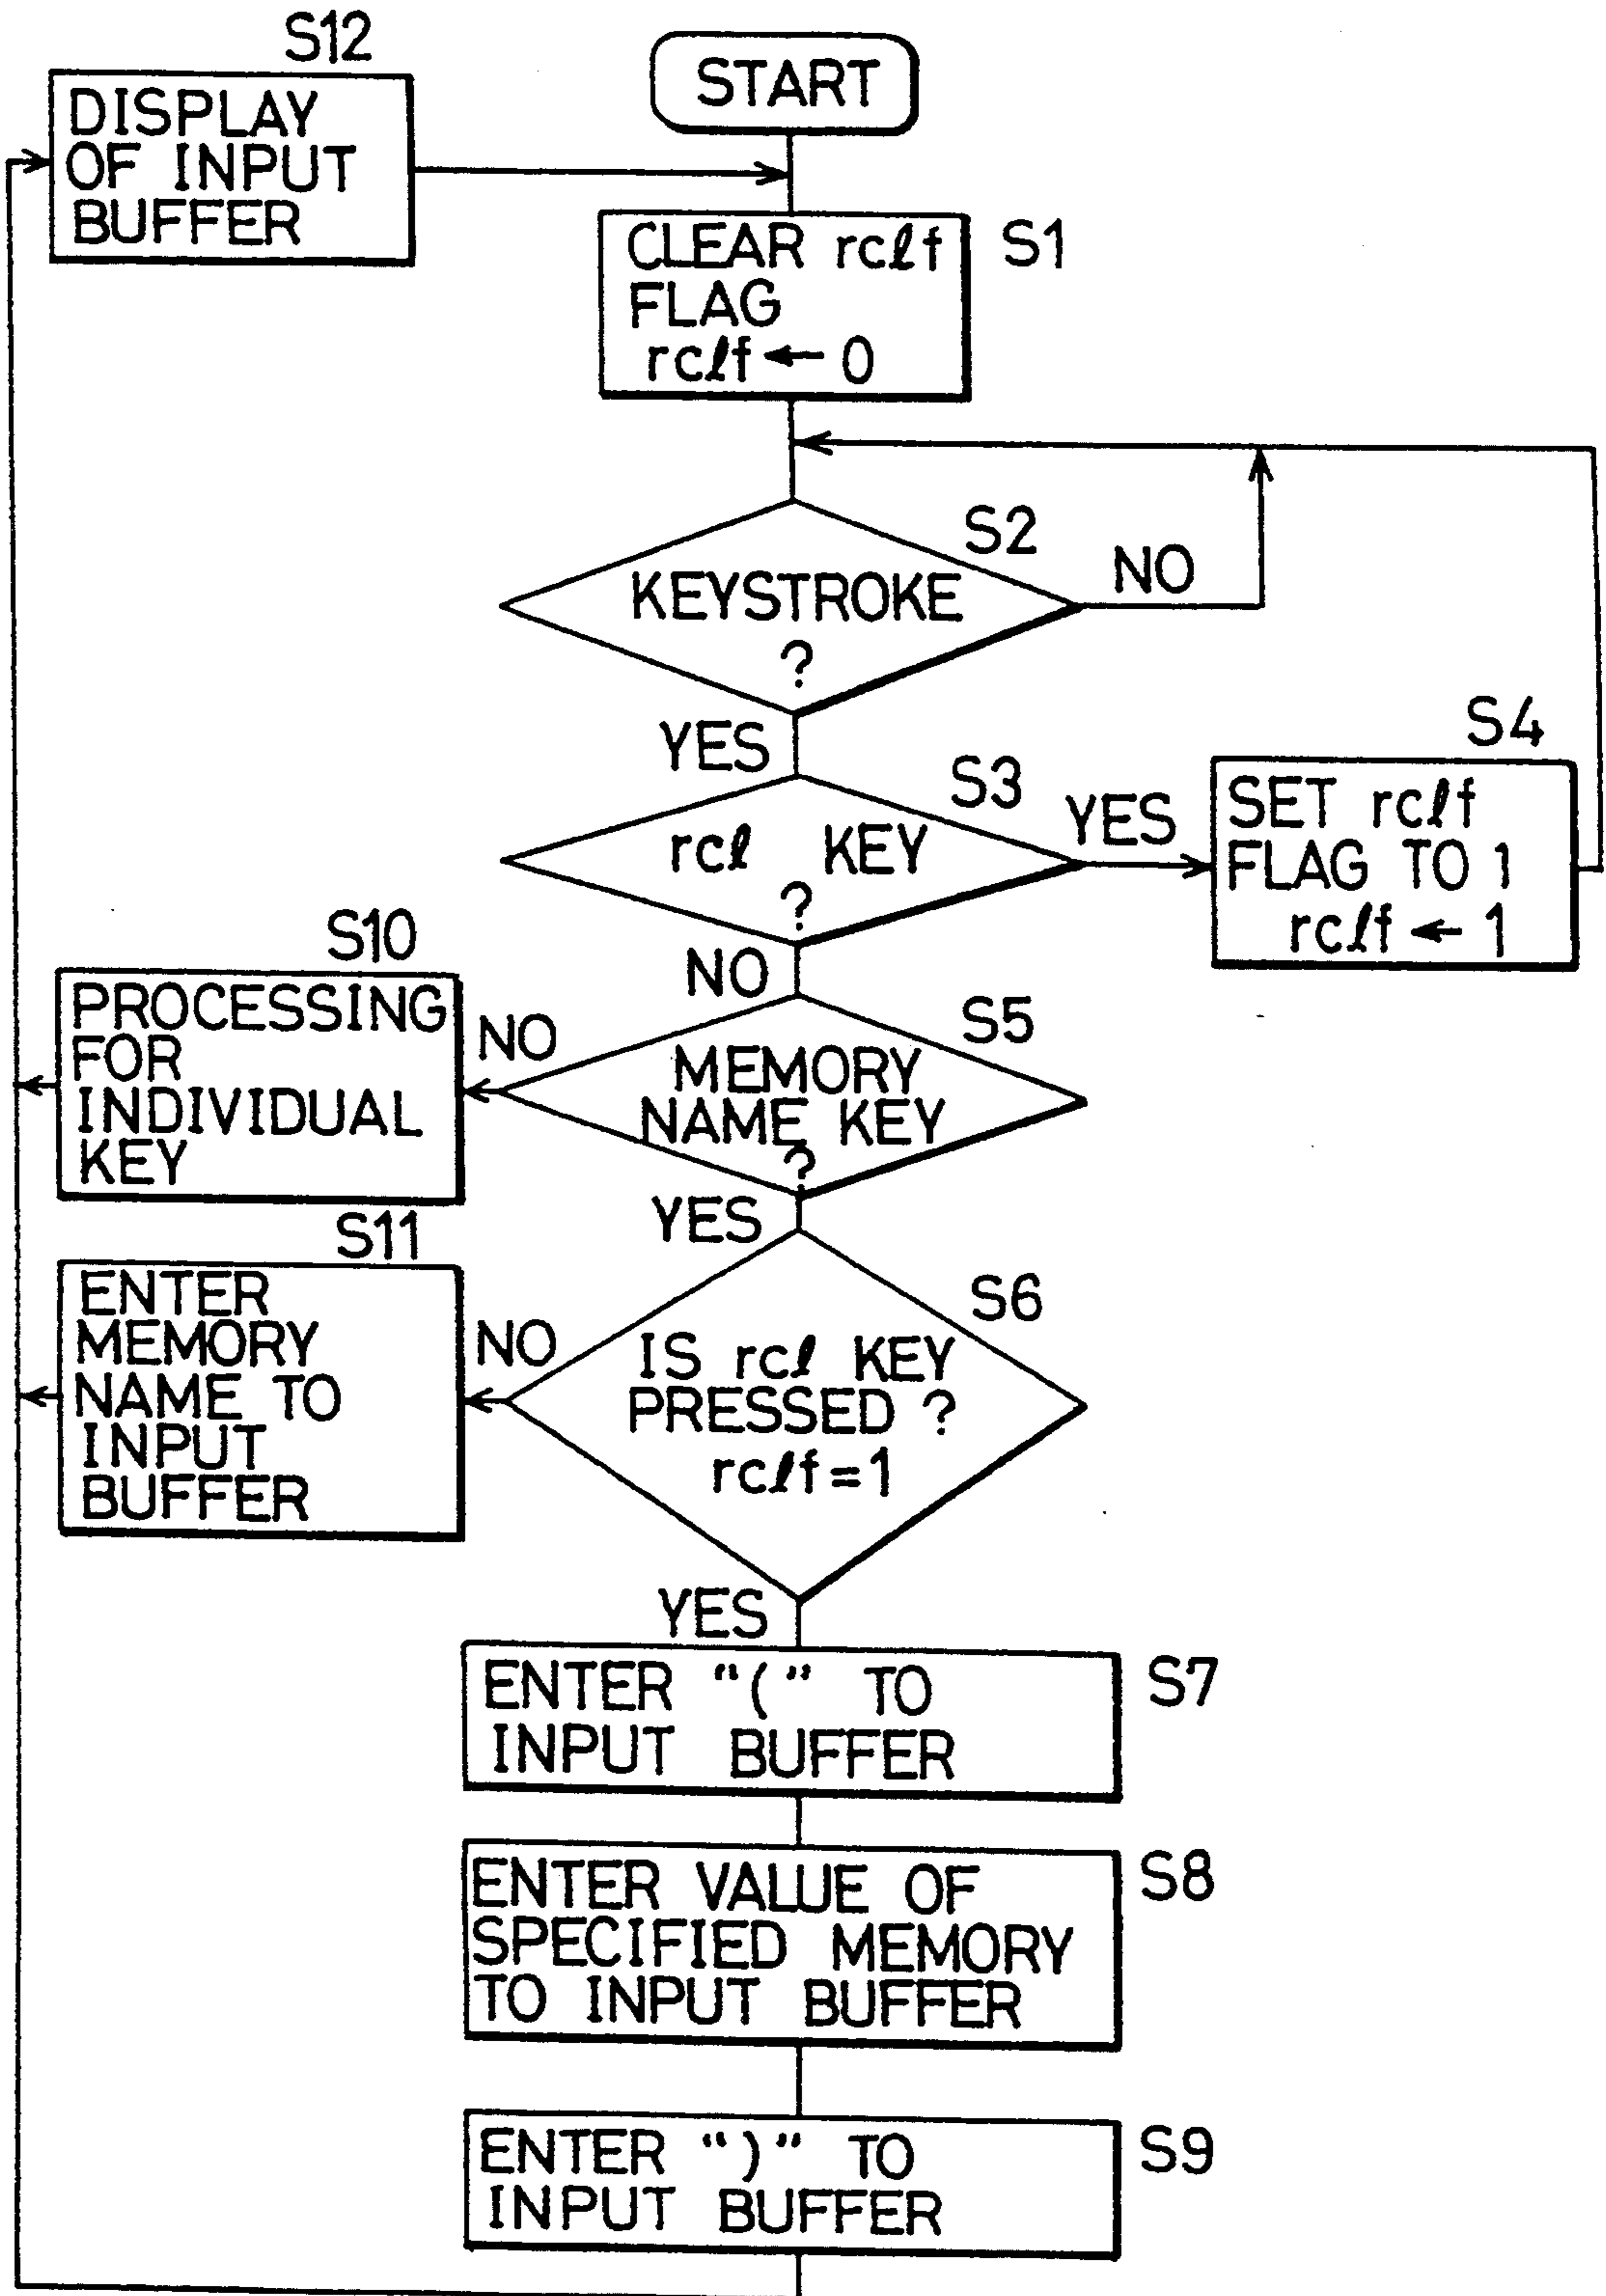 S12
DISPLAY
OF INPUT
BUFFER
START
CLEAR rclf
FLAG
rclf ← 0
S1
S2
KEYSTROKE
?
NO
YES
S3
rcl KEY
?
YES
S4
SET rclf
FLAG TO 1
rclf ← 1
NO
S10
PROCESSING
FOR
INDIVIDUAL
KEY
NO
S5
MEMORY
NAME KEY
?
YES
S11
ENTER
MEMORY
NAME TO
INPUT
BUFFER
NO
S6
IS rcl KEY
PRESSED ?
rclf = 1
YES
ENTER “(” TO
INPUT BUFFER
S7
ENTER VALUE OF
SPECIFIED MEMORY
TO INPUT BUFFER
S8
ENTER “)” TO
INPUT BUFFER
S9